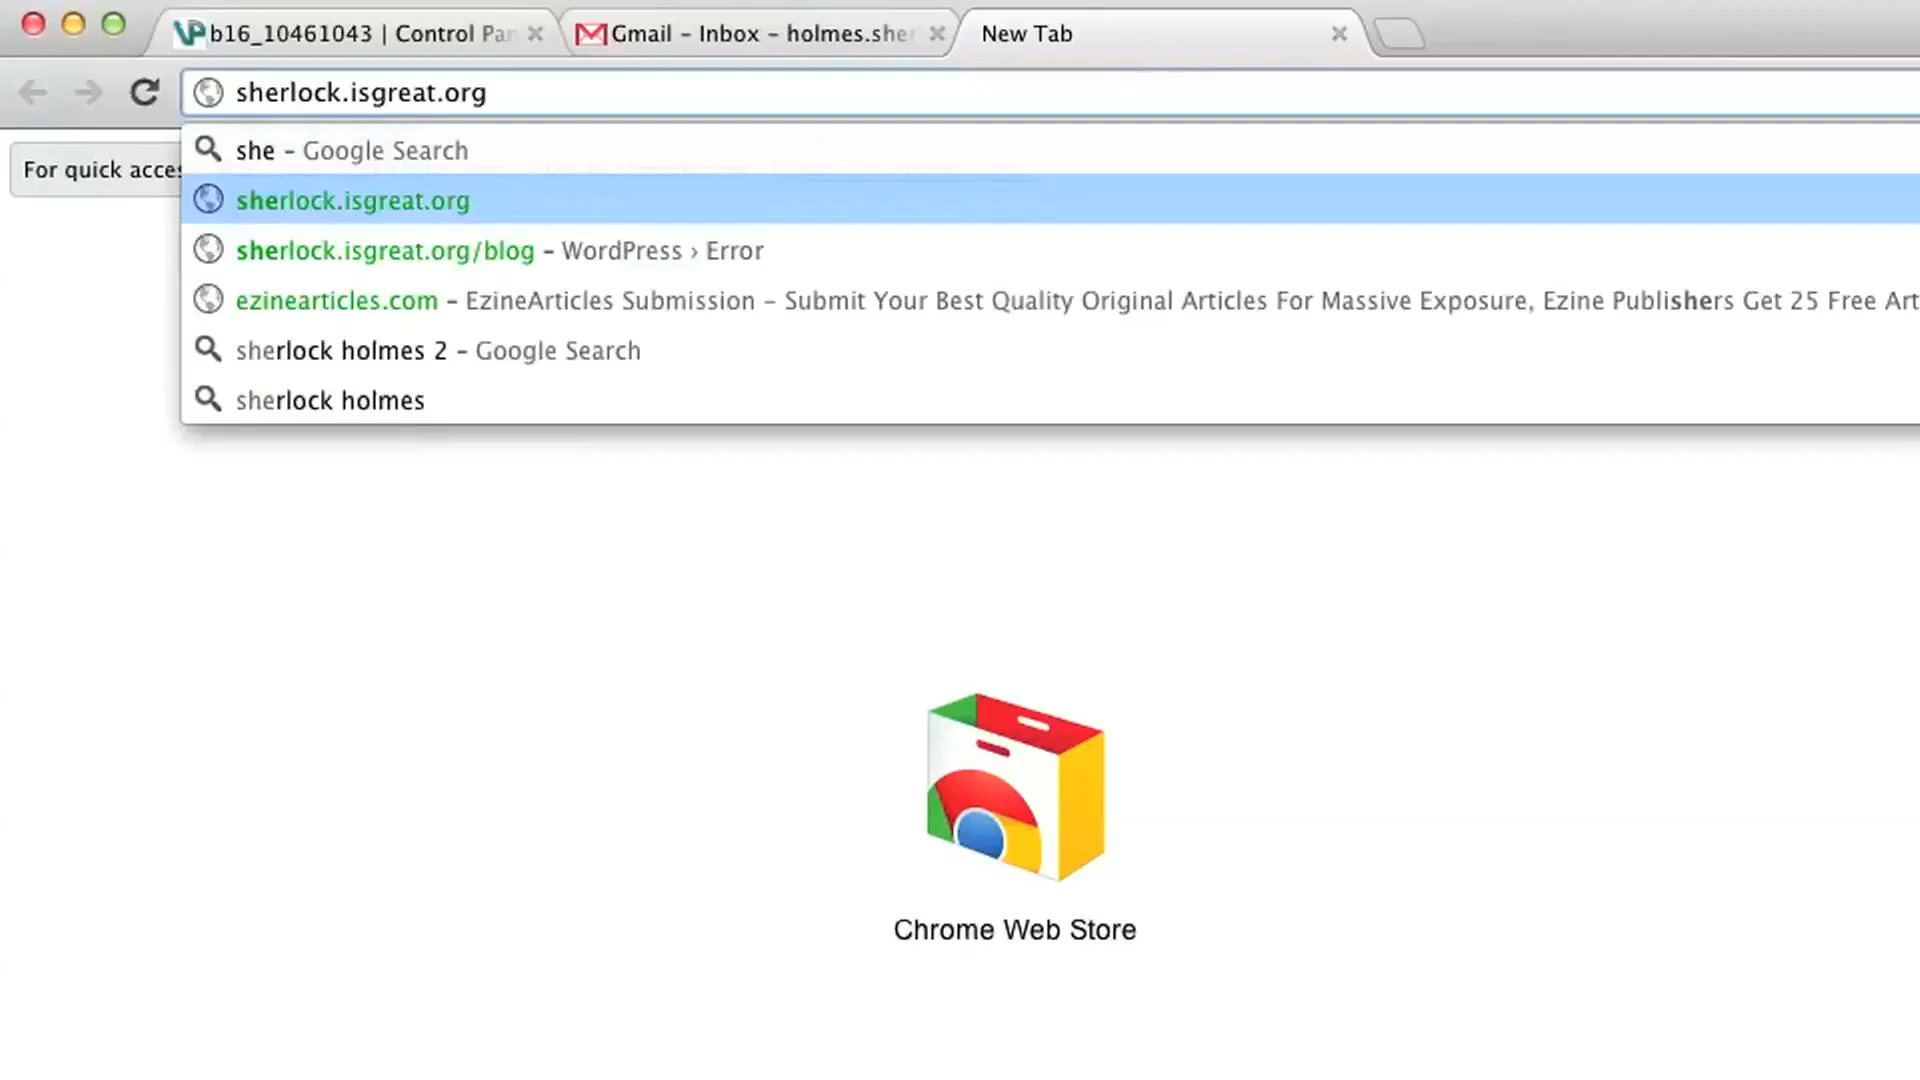 b16_10461043 | Control Pan
Gmail – Inbox – holmes.she
New Tab
sherlock.isgreat.org
For quick acces
she – Google Search
sherlock.isgreat.org
sherlock.isgreat.org/blog – WordPress › Error
ezinearticles.com – EzineArticles Submission – Submit Your Best Quality Original Articles For Massive Exposure, Ezine Publishers Get 25 Free Art
sherlock holmes 2 – Google Search
sherlock holmes
Chrome Web Store